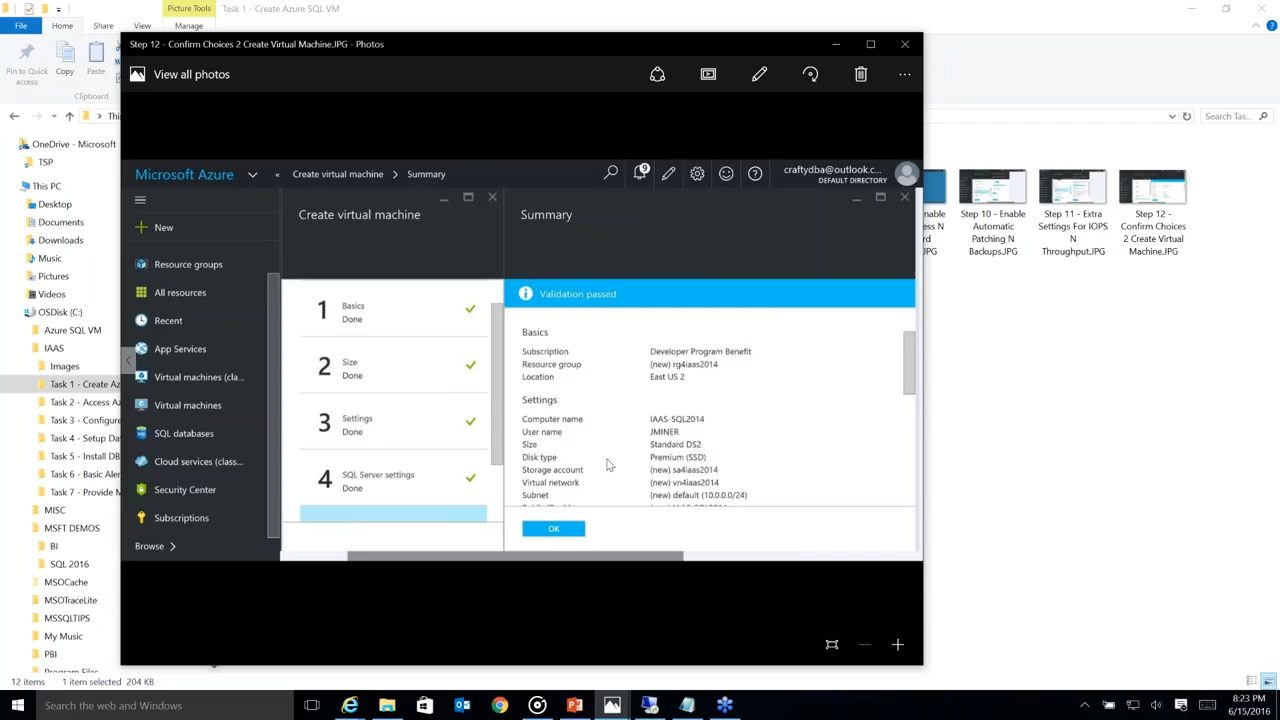 Picture Tools
Task 1 - Create Azure SQL VM
File
Home
Share
View
Manage
Pin to Quick
access
Copy
Paste
Clipboard
Step 12 - Confirm Choices 2 Create Virtual Machine.JPG - Photos
View all photos
Search Tas...
OneDrive - Microsoft
TSP
This PC
Desktop
Documents
Downloads
Music
Pictures
Videos
OSDisk (C:)
Azure SQL VM
IAAS
Images
Task 1 - Create Az
Task 2 - Access Az
Task 3 - Configure
Task 4 - Setup Dat
Task 5 - Install DB
Task 6 - Basic Aler
Task 7 - Provide M
MISC
MSFT DEMOS
BI
SQL 2016
MSOCache
MSOTraceLite
MSSQLTIPS
My Music
PBI
Program Files
12 items
1 item selected
204 KB
Microsoft Azure
«
Create virtual machine
Summary
9
craftydba@outlook.c...
DEFAULT DIRECTORY
New
Resource groups
All resources
Recent
App Services
Virtual machines (cla...
Virtual machines
SQL databases
Cloud services (class...
Security Center
Subscriptions
Browse
Create virtual machine
1
Basics
Done
2
Size
Done
3
Settings
Done
4
SQL Server settings
Done
Summary
Validation passed
Basics
Subscription Developer Program Benefit
Resource group (new) rg4iaas2014
Location East US 2
Settings
Computer name IAAS-SQL2014
User name JMINER
Size Standard DS2
Disk type Premium (SSD)
Storage account (new) sa4iaas2014
Virtual network (new) vn4iaas2014
Subnet (new) default (10.0.0.0/24)
OK
Step 10 - Enable
Automatic
Patching N
Backups.JPG
Step 11 - Extra
Settings For IOPS
N
Throughput.JPG
Step 12 -
Confirm Choices
2 Create Virtual
Machine.JPG
Search the web and Windows
8:23 PM
6/15/2016